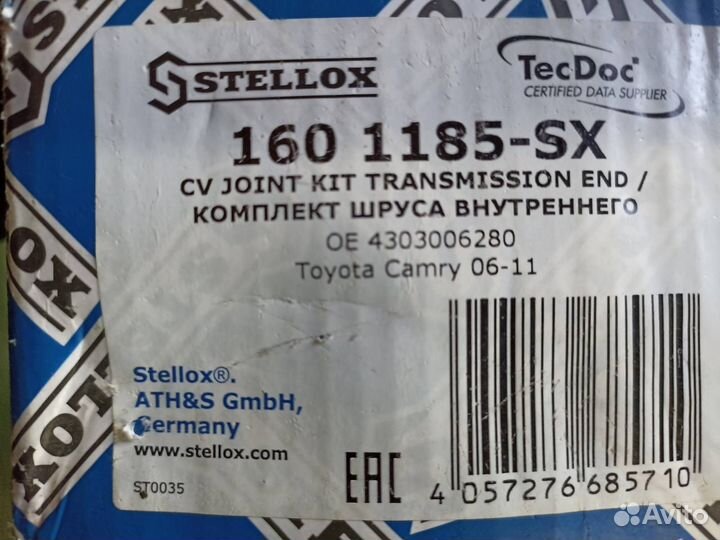 STELLOX
TecDoc
CERTIFIED DATA SUPPLIER
160 1185-SX
CV JOINT KIT TRANSMISSION END /
КОМПЛЕКТ ШРУСА ВНУТРЕННЕГО
OE 4303006280
Toyota Camry 06-11
Stellox®.
ATH&S GmbH,
Germany
www.stellox.com
ST0035
EAC
4 057276 685710
Avito